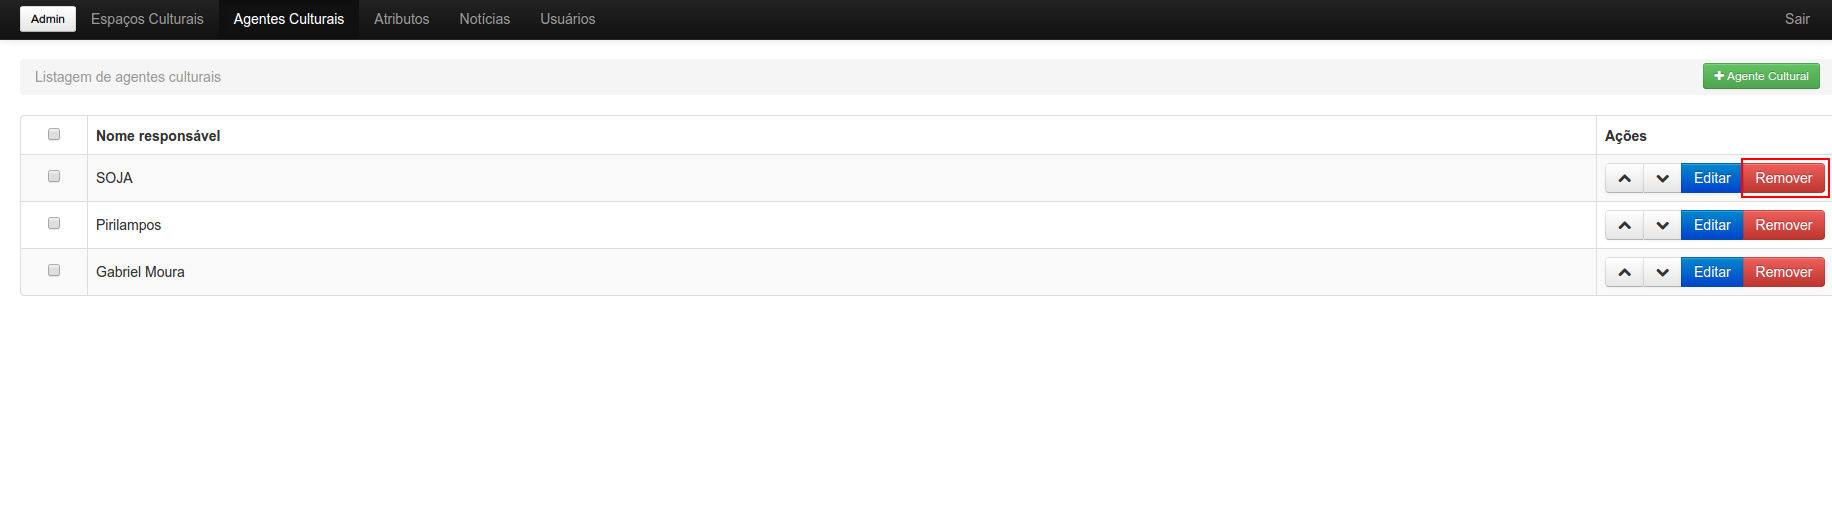 Admin Espaços Culturais Agentes Culturais Atributos Notícias Usuários Sair
Listagem de agentes culturais + Agente Cultural
Nome responsável Ações
SOJA Editar Remover
Pirilampos Editar Remover
Gabriel Moura Editar Remover